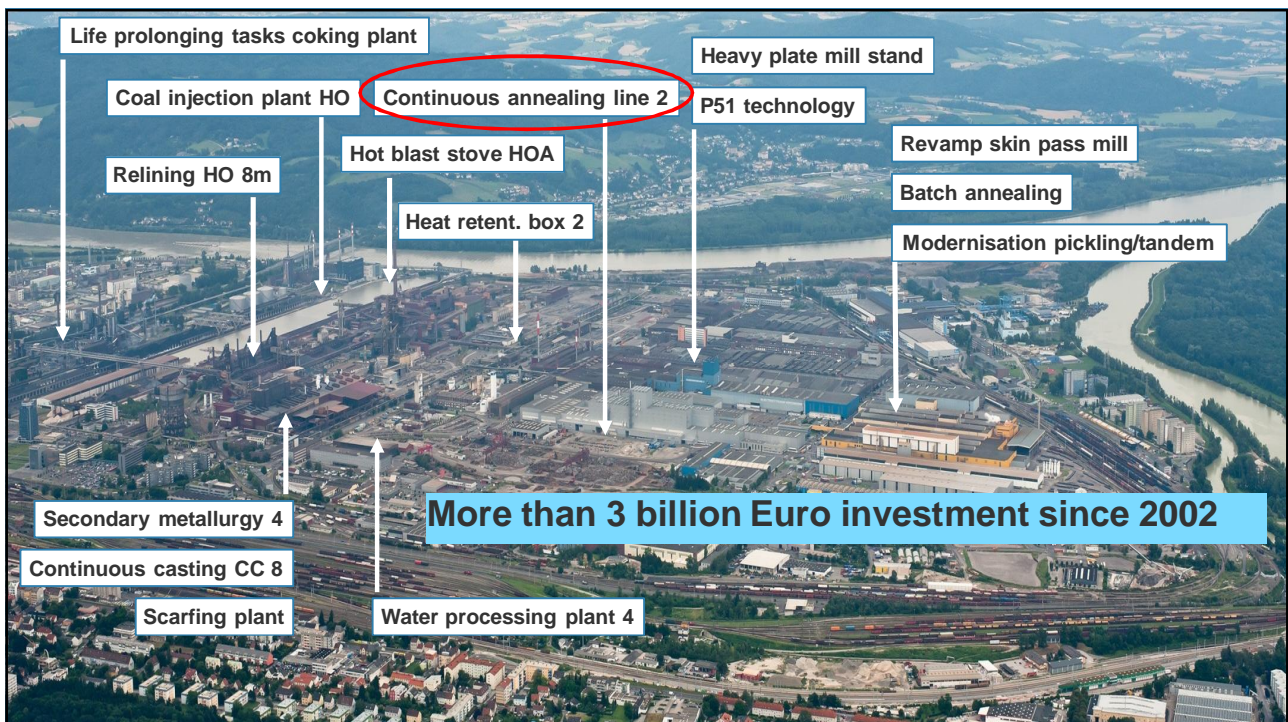 Life prolonging tasks coking plant
Heavy plate mill stand
Coal injection plant HO
Continuous annealing line 2
P51 technology
Hot blast stove HOA
Revamp skin pass mill
Relining HO 8m
Batch annealing
Heat retent. box 2
Modernisation pickling/tandem
More than 3 billion Euro investment since 2002
Secondary metallurgy 4
Continuous casting CC 8
Scarfing plant
Water processing plant 4